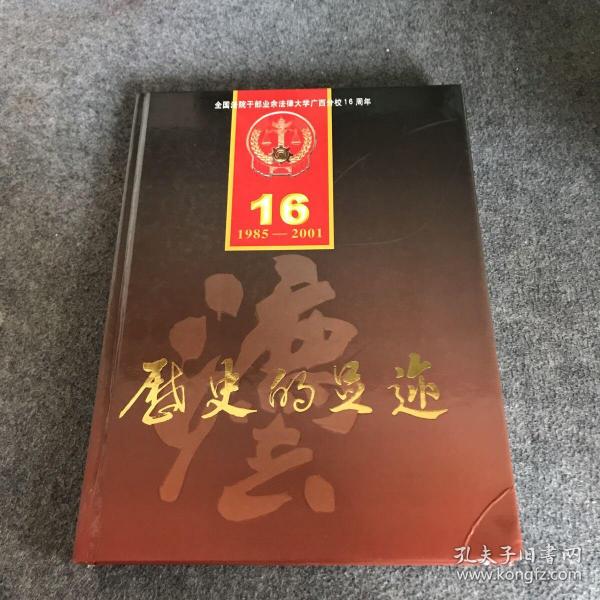 全国法院干部业余法律大学广西分校16周年
16
1985—2001
灋
历史的足迹
孔夫子旧书网
www.kongfz.com